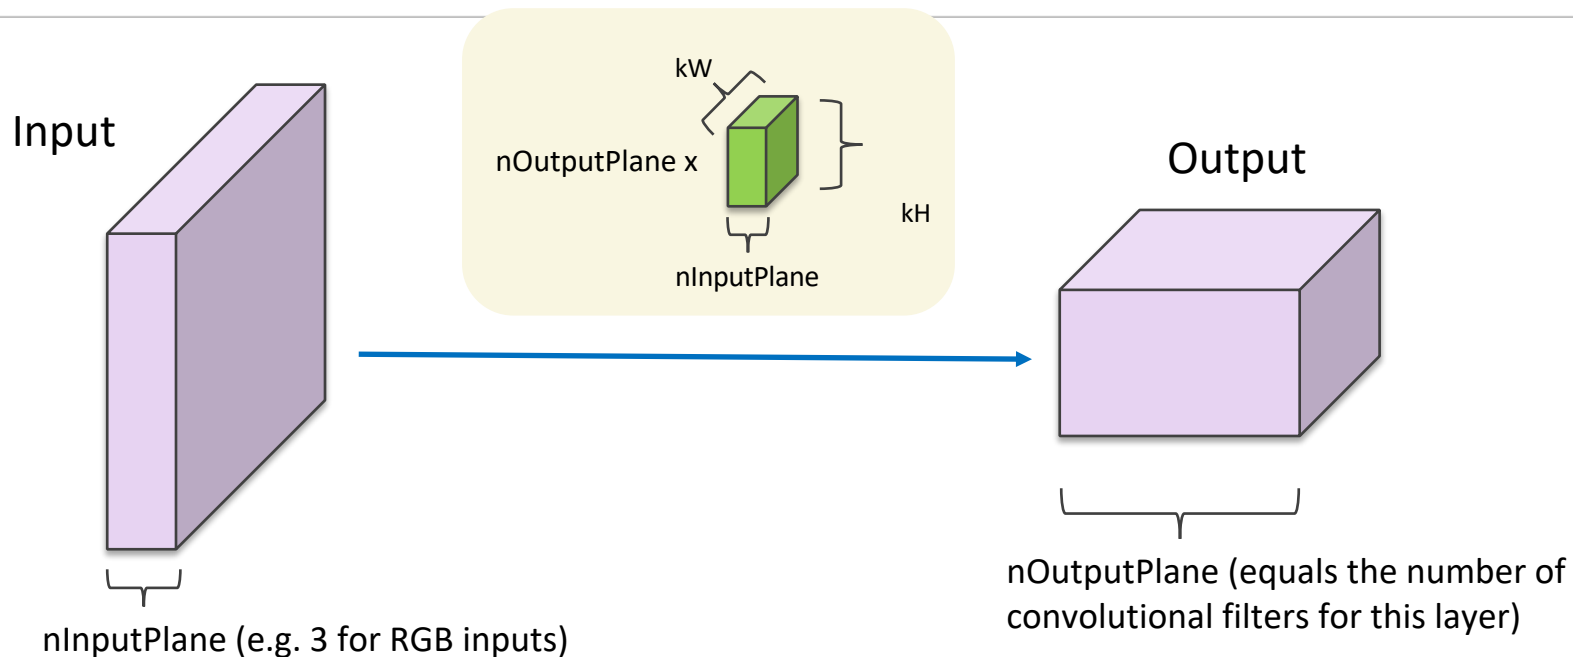 Input
kW
nOutputPlane x
kH
nInputPlane
Output
nInputPlane (e.g. 3 for RGB inputs)
nOutputPlane (equals the number of
convolutional filters for this layer)